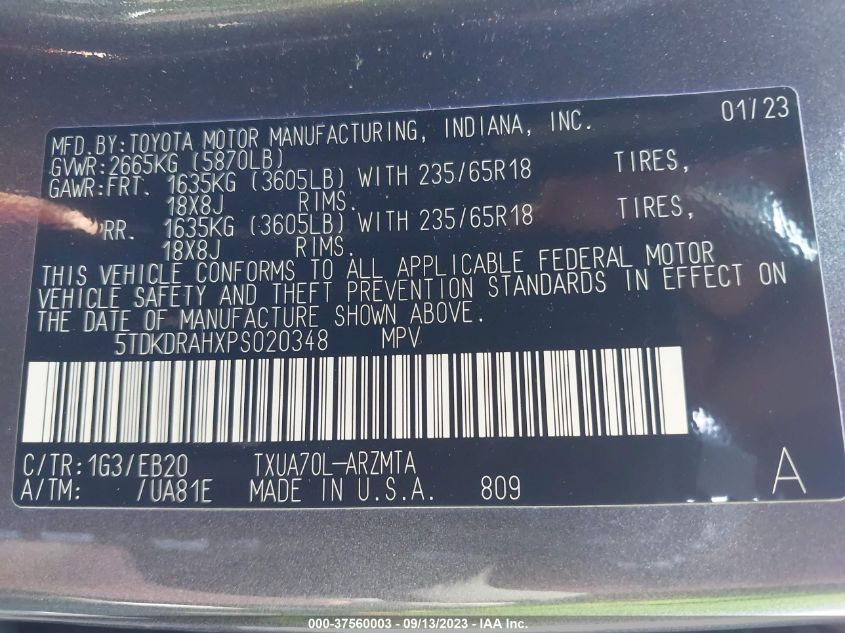 01/23
MFD.BY:TOYOTA MOTOR MANUFACTURING, INDIANA, INC.
GVWR:2665KG (5870LB)
GAWR:FRT. 1635KG (3605LB) WITH 235/65R18 TIRES,
18X8J RIMS.
RR. 1635KG (3605LB) WITH 235/65R18 TIRES,
18X8J RIMS.
THIS VEHICLE CONFORMS TO ALL APPLICABLE FEDERAL MOTOR
VEHICLE SAFETY AND THEFT PREVENTION STANDARDS IN EFFECT ON
THE DATE OF MANUFACTURE SHOWN ABOVE.
5TDKDRAHXPS020348 MPV
C/TR:1G3/EB20 TXUA70L-ARZMTA
A/TM: /UA81E MADE IN U.S.A. 809 A
000-37560003 - 09/13/2023 - IAA Inc.